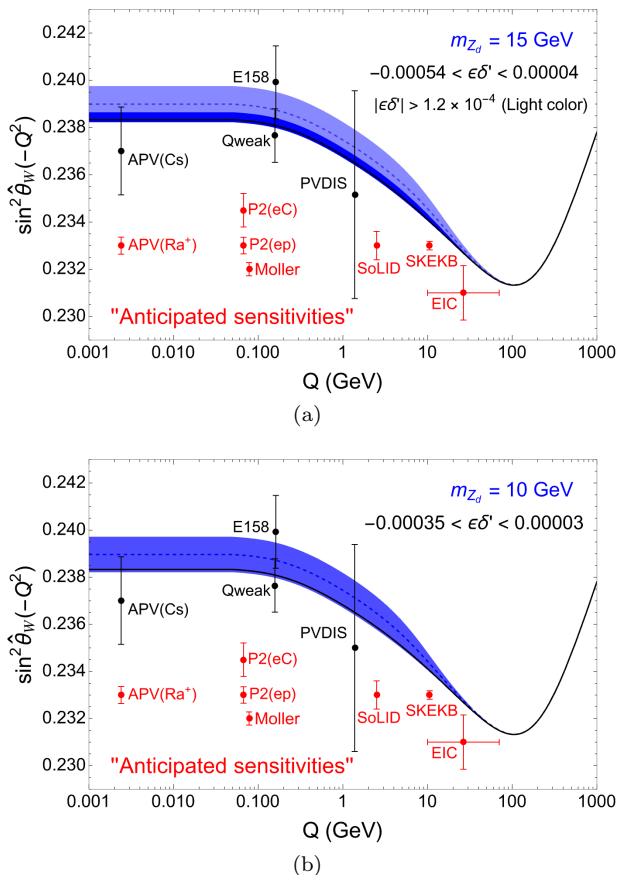 (a)
0.242
0.240
0.238
0.236
0.234
0.232
0.230
sin² θ̂_W(-Q²)
m_{Z_d} = 15 GeV
−0.00054 < εδ' < 0.00004
|εδ'| > 1.2 × 10⁻⁴ (Light color)
E158
Qweak
APV(Cs)
PVDIS
P2(eC)
APV(Ra⁺)
P2(ep)
Moller
SoLID
SKEKB
EIC
"Anticipated sensitivities"
0.001 0.010 0.100 1 10 100 1000
Q (GeV)
(a)
0.242
0.240
0.238
0.236
0.234
0.232
0.230
sin² θ̂_W(-Q²)
m_{Z_d} = 10 GeV
−0.00035 < εδ' < 0.00003
E158
Qweak
APV(Cs)
PVDIS
P2(eC)
APV(Ra⁺)
P2(ep)
Moller
SoLID
SKEKB
EIC
"Anticipated sensitivities"
0.001 0.010 0.100 1 10 100 1000
Q (GeV)
(b)